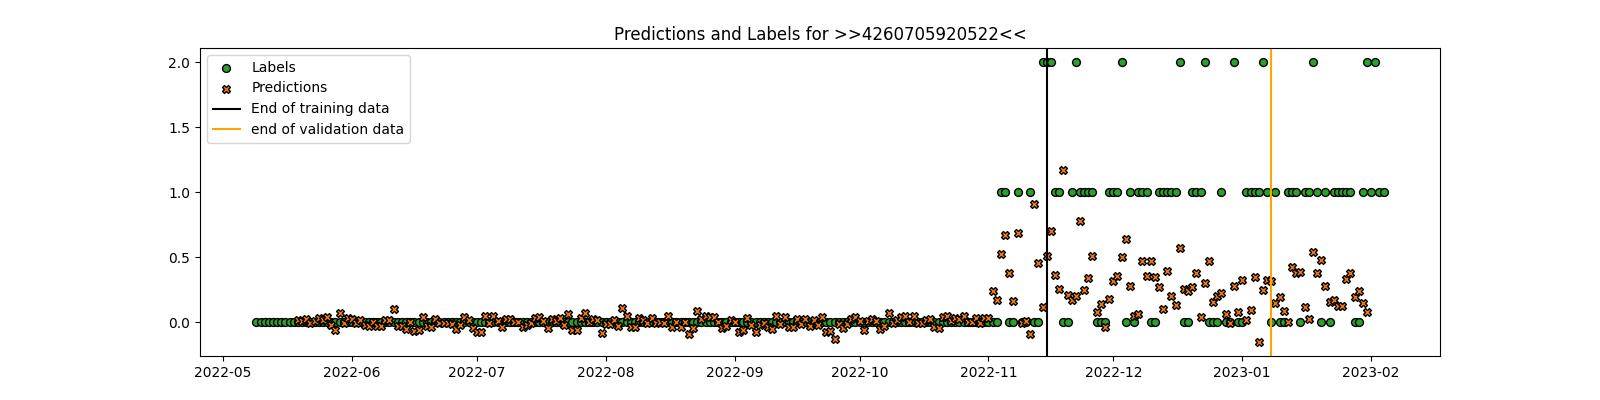 Predictions and Labels for >>4260705920522<<
Labels
Predictions
End of training data
end of validation data
2.0
1.5
1.0
0.5
0.0
2022-05 2022-06 2022-07 2022-08 2022-09 2022-10 2022-11 2022-12 2023-01 2023-02